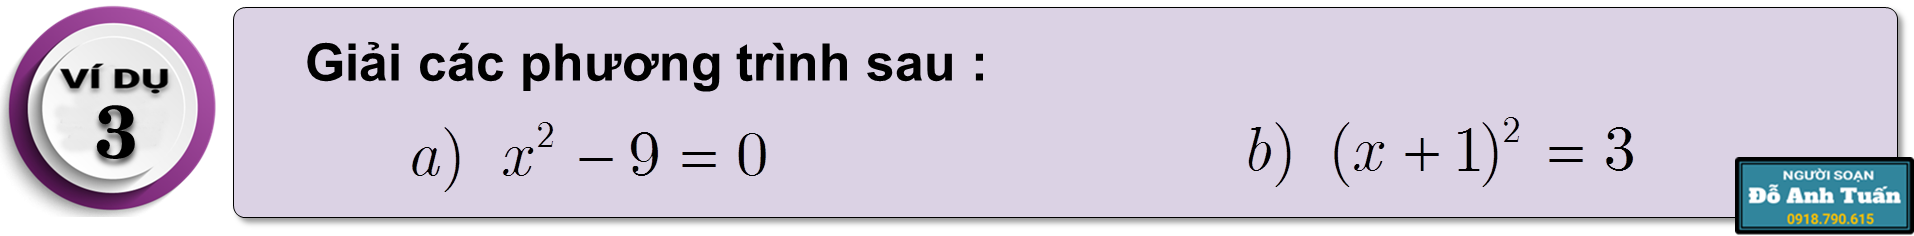 VÍ DỤ
3
Giải các phương trình sau :
a) x² − 9 = 0
b) (x + 1)² = 3
NGƯỜI SOẠN
Đỗ Anh Tuấn
0918.790.615